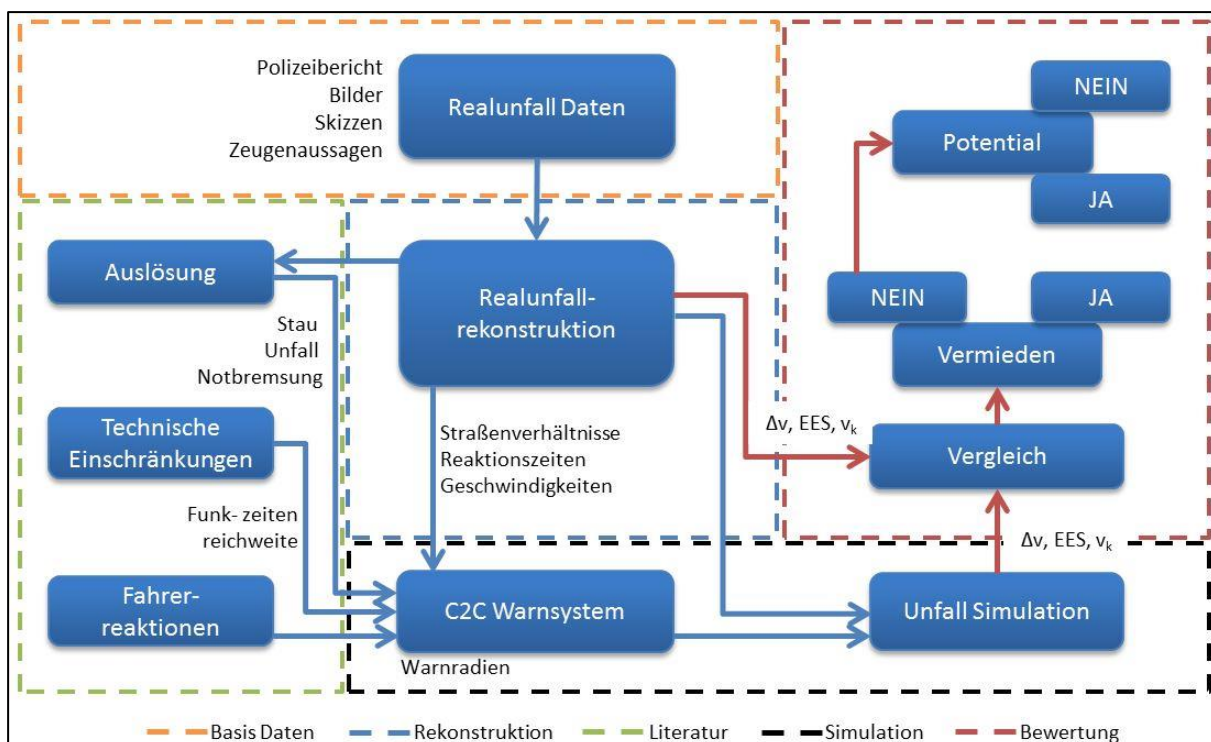 Polizeibericht
Bilder
Skizzen
Zeugenaussagen
Realunfall Daten
NEIN
Potential
JA
Auslösung
Stau
Unfall
Notbremsung
Realunfall-
rekonstruktion
NEIN
JA
Vermieden
Technische
Einschränkungen
Straßenverhältnisse
Reaktionszeiten
Geschwindigkeiten
Δv, EES, vk
Vergleich
Funk- zeiten
reichweite
Δv, EES, vk
Fahrer-
reaktionen
C2C Warnsystem
Unfall Simulation
Warnradien
Basis Daten
Rekonstruktion
Literatur
Simulation
Bewertung